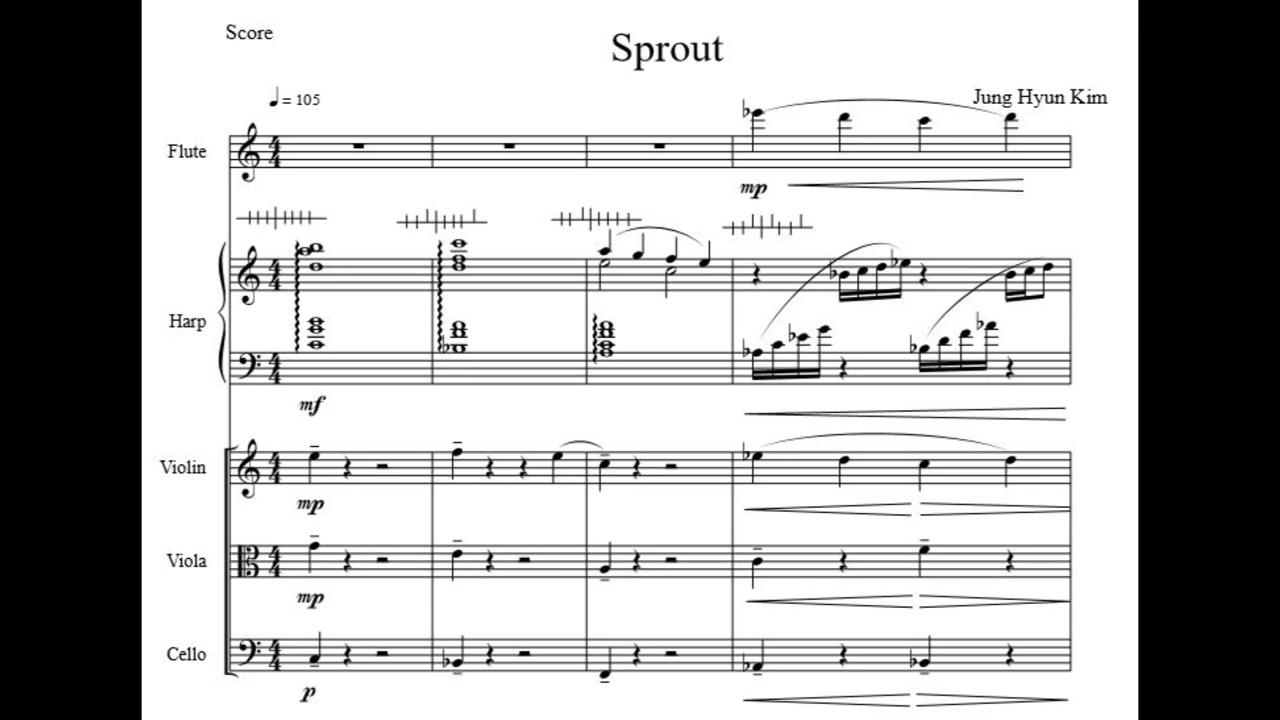 Score
Sprout
Jung Hyun Kim
= 105
Flute
mp
Harp
mf
Violin
mp
Viola
mp
Cello
p